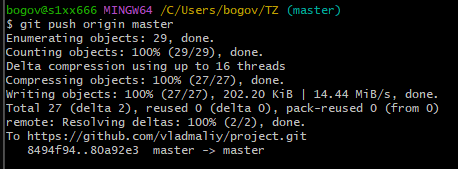 bogov@s1xx666 MINGW64 /C/Users/bogov/TZ (master)
$ git push origin master
Enumerating objects: 29, done.
Counting objects: 100% (29/29), done.
Delta compression using up to 16 threads
Compressing objects: 100% (27/27), done.
Writing objects: 100% (27/27), 202.20 KiB | 14.44 MiB/s, done.
Total 27 (delta 2), reused 0 (delta 0), pack-reused 0 (from 0)
remote: Resolving deltas: 100% (2/2), done.
To https://github.com/vladmaliy/project.git
   8494f94..80a92e3  master -> master